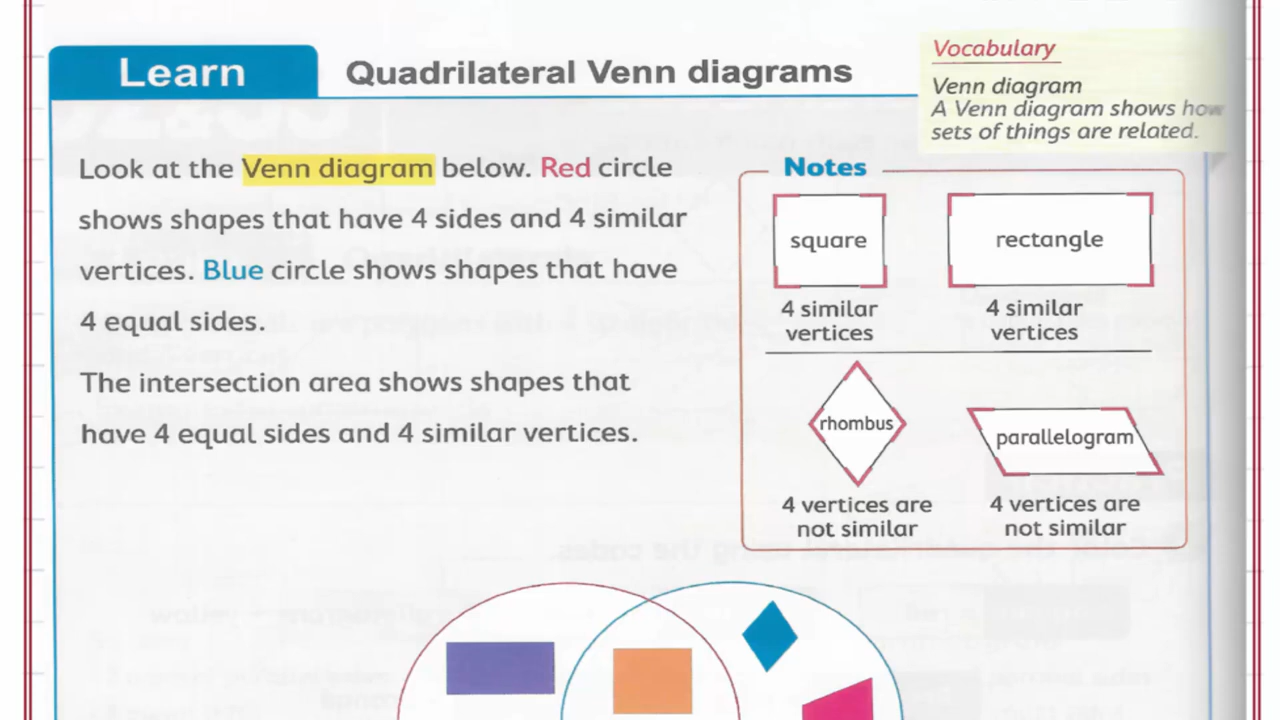 Learn
Quadrilateral Venn diagrams
Vocabulary
Venn diagram
A Venn diagram shows how
sets of things are related.
Look at the Venn diagram below. Red circle
shows shapes that have 4 sides and 4 similar
vertices. Blue circle shows shapes that have
4 equal sides.
The intersection area shows shapes that
have 4 equal sides and 4 similar vertices.
Notes
square
rectangle
4 similar
vertices
4 similar
vertices
rhombus
parallelogram
4 vertices are
not similar
4 vertices are
not similar